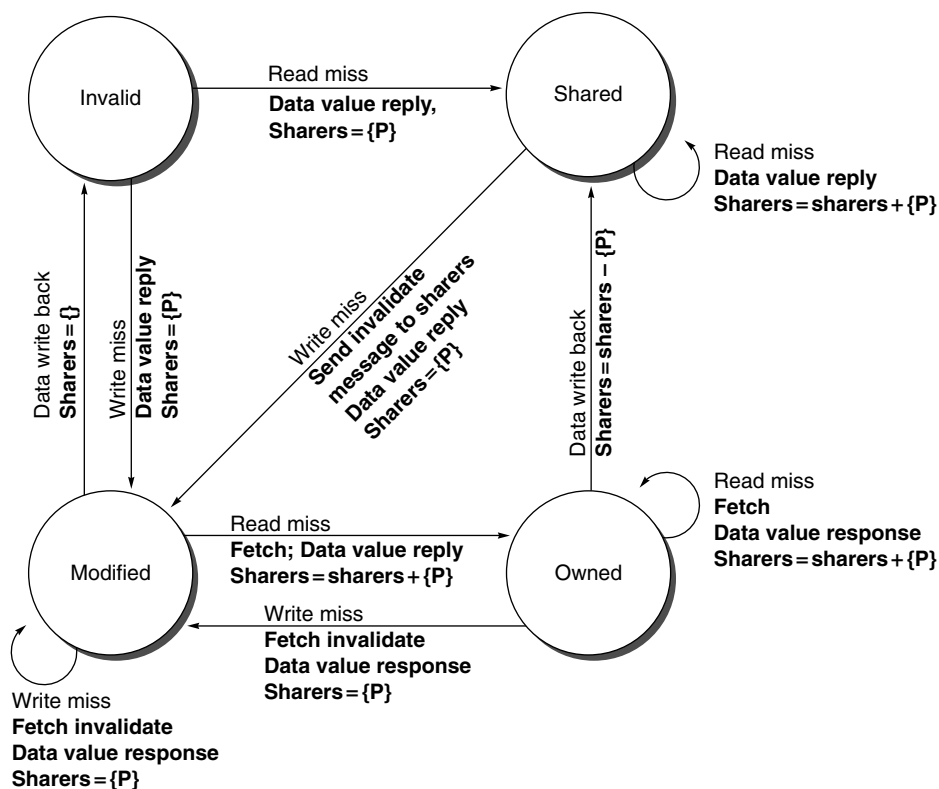 Invalid
Read miss
Data value reply,
Sharers={P}
Shared
Read miss
Data value reply
Sharers=sharers+{P}
Data write back
Sharers={}
Write miss
Data value reply
Sharers={P}
Write miss
Send invalidate
message to sharers
Data value reply
Sharers={P}
Data write back
Sharers=sharers – {P}
Modified
Read miss
Fetch; Data value reply
Sharers=sharers+{P}
Owned
Read miss
Fetch
Data value response
Sharers=sharers+{P}
Write miss
Fetch invalidate
Data value response
Sharers={P}
Write miss
Fetch invalidate
Data value response
Sharers={P}